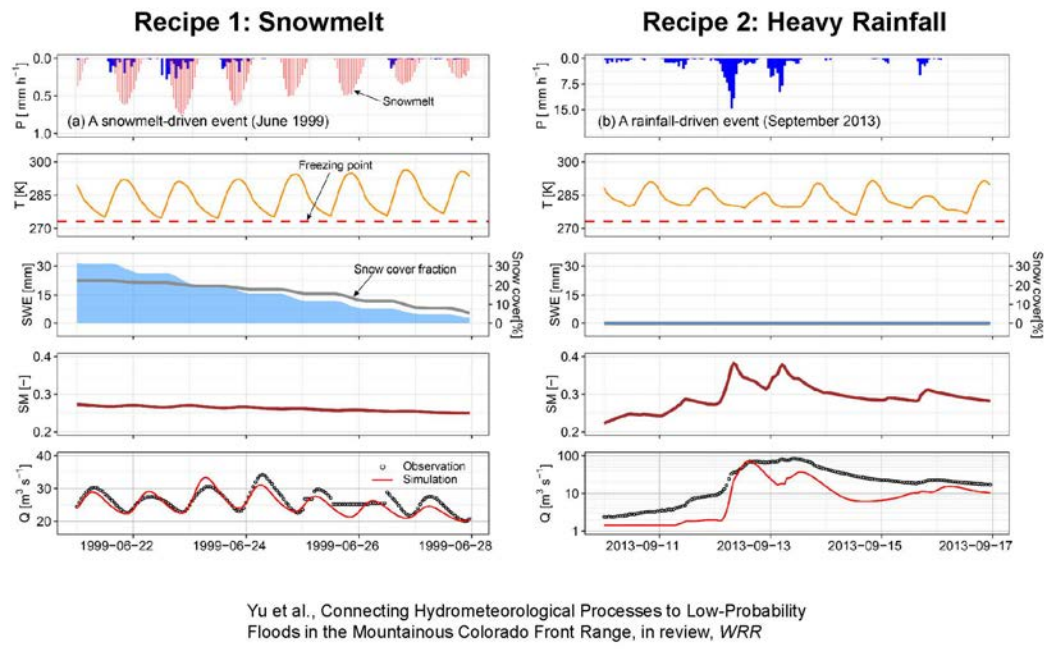 Recipe 1: Snowmelt
Recipe 2: Heavy Rainfall
P [ mm h⁻¹]
0.0
0.5
1.0
Snowmelt
(a) A snowmelt-driven event (June 1999)
P [ mm h⁻¹]
0.0
7.5
15.0
(b) A rainfall-driven event (September 2013)
T [K]
300
285
270
Freezing point
T [K]
300
285
270
SWE [mm]
30
15
0
Snow cover fraction
30
20
10
0
Snow cover[%]
SWE [mm]
30
15
0
30
20
10
0
Snow cover[%]
SM [-]
0.4
0.3
0.2
SM [-]
0.4
0.3
0.2
Q [m³ s⁻¹]
40
30
20
Observation
Simulation
1999-06-22
1999-06-24
1999-06-26
1999-06-28
Q [m³ s⁻¹]
100
10
1
2013-09-11
2013-09-13
2013-09-15
2013-09-17
Yu et al., Connecting Hydrometeorological Processes to Low-Probability
Floods in the Mountainous Colorado Front Range, in review, WRR